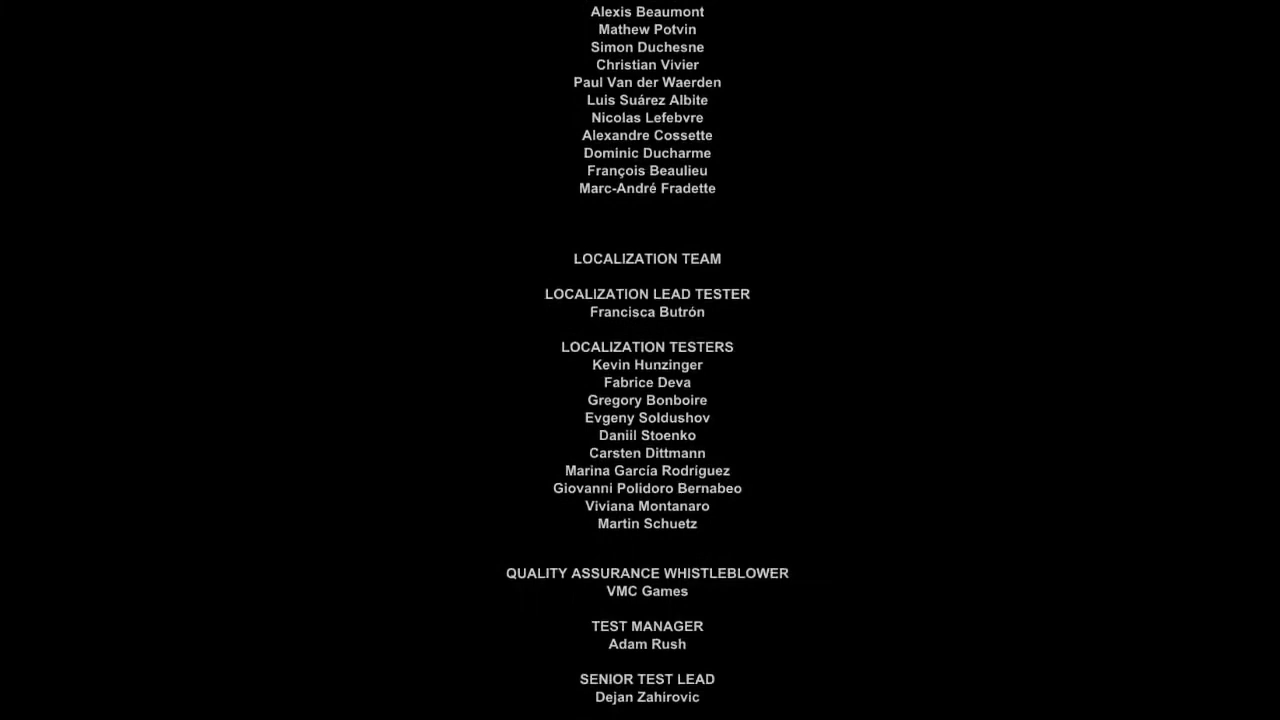 Alexis Beaumont
Mathew Potvin
Simon Duchesne
Christian Vivier
Paul Van der Waerden
Luis Suárez Albite
Nicolas Lefebvre
Alexandre Cossette
Dominic Ducharme
François Beaulieu
Marc-André Fradette
LOCALIZATION TEAM
LOCALIZATION LEAD TESTER
Francisca Butrón
LOCALIZATION TESTERS
Kevin Hunzinger
Fabrice Deva
Gregory Bonboire
Evgeny Soldushov
Daniil Stoenko
Carsten Dittmann
Marina García Rodríguez
Giovanni Polidoro Bernabeo
Viviana Montanaro
Martin Schuetz
QUALITY ASSURANCE WHISTLEBLOWER
VMC Games
TEST MANAGER
Adam Rush
SENIOR TEST LEAD
Dejan Zahirovic